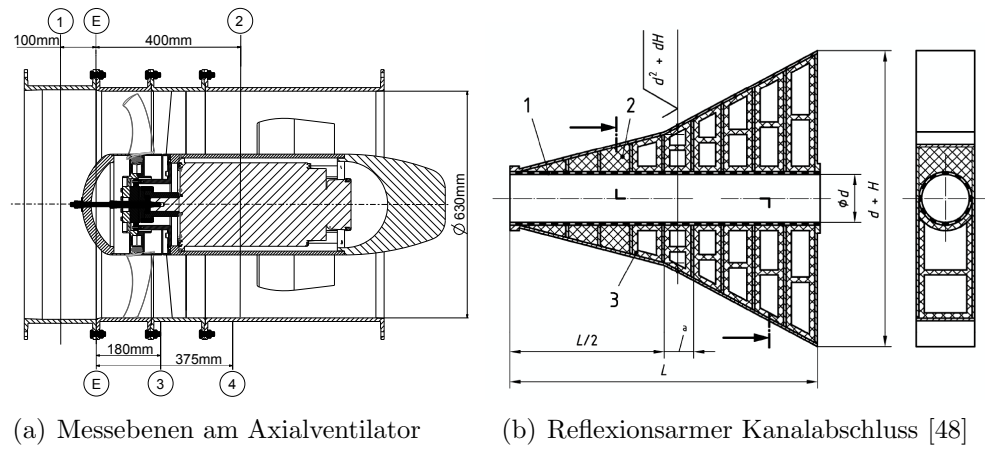 1 E 2
100mm 400mm
Ø 630mm
180mm
375mm
E 3 4
d² + dH
1 2
ϕd
d + H
3
L/2 a
L
(a) Messebenen am Axialventilator
(b) Reflexionsarmer Kanalabschluss [48]